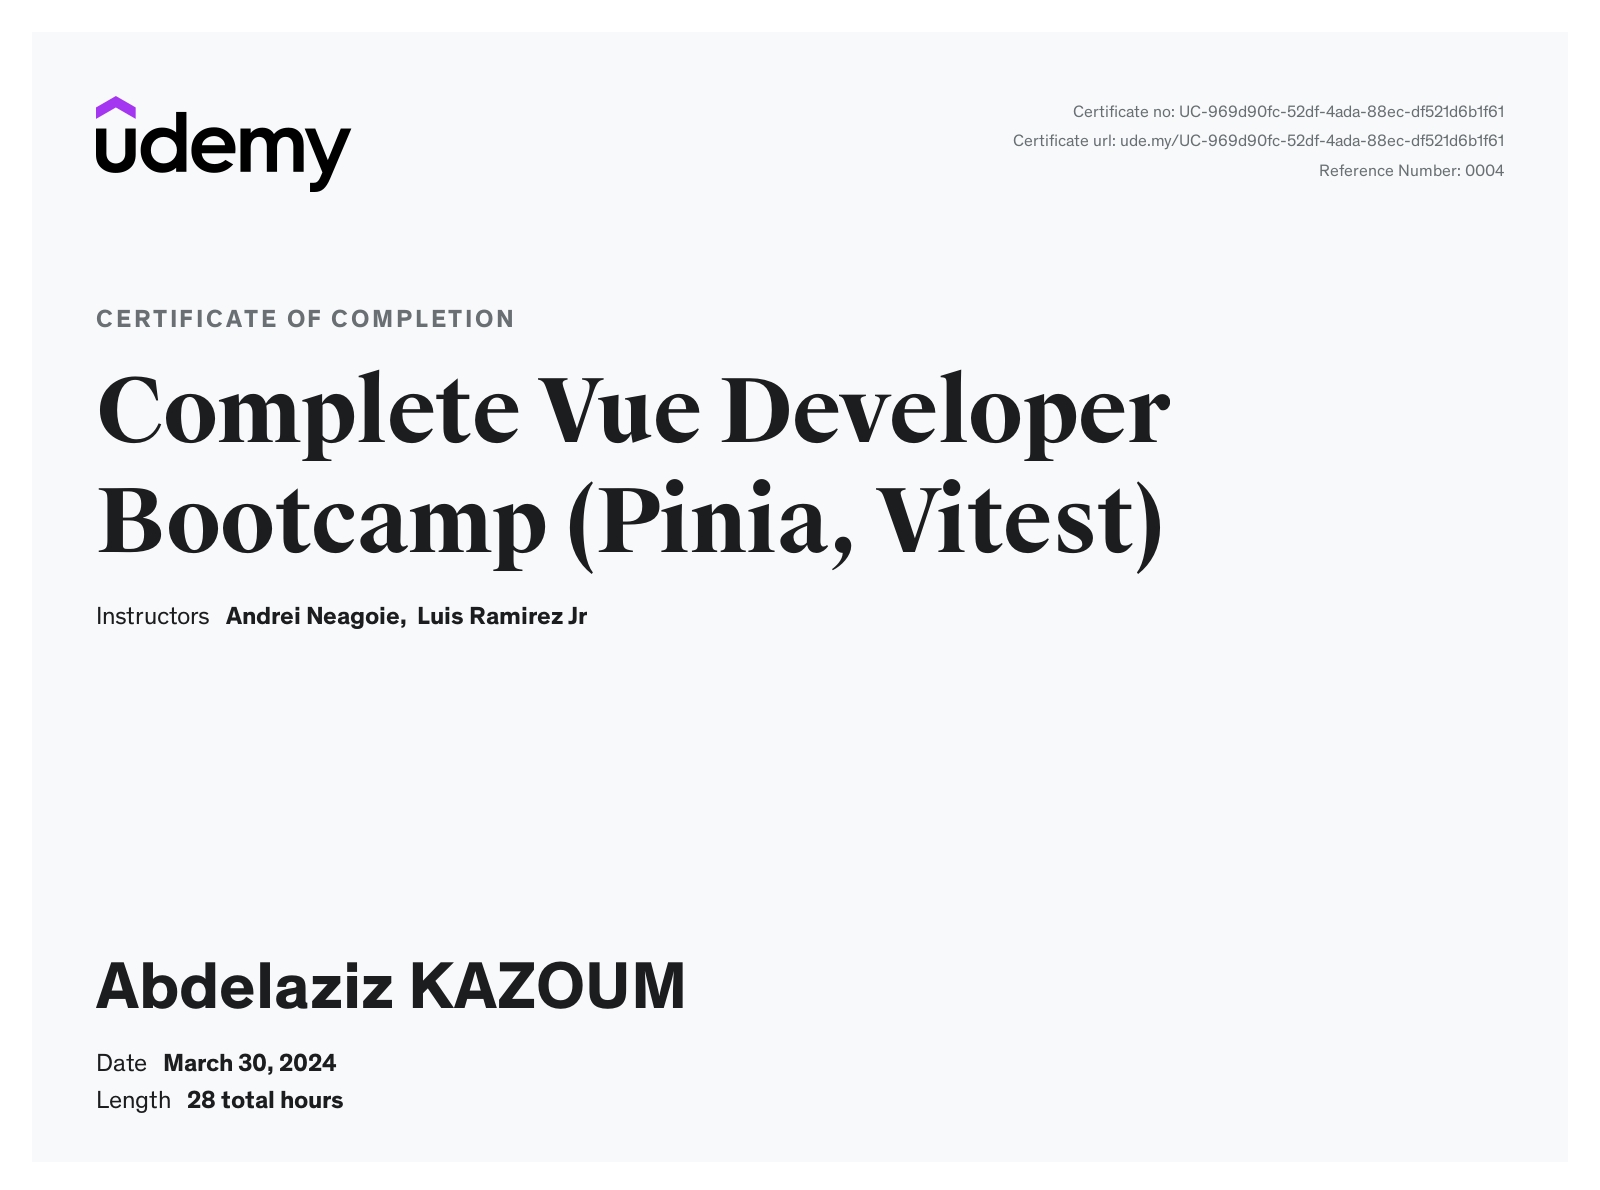 udemy
Certificate no: UC-969d90fc-52df-4ada-88ec-df521d6b1f61
Certificate url: ude.my/UC-969d90fc-52df-4ada-88ec-df521d6b1f61
Reference Number: 0004
CERTIFICATE OF COMPLETION
Complete Vue Developer
Bootcamp (Pinia, Vitest)
Instructors Andrei Neagoie, Luis Ramirez Jr
Abdelaziz KAZOUM
Date March 30, 2024
Length 28 total hours